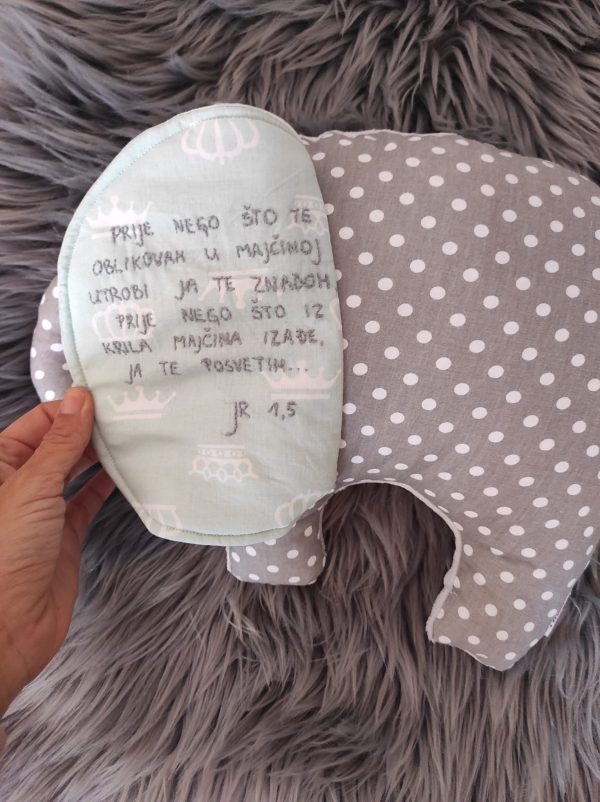 PRIJE NEGO ŠTO TE
OBLIKOVAH U MAJČINOJ
UTROBI JA TE ZNADOH
PRIJE NEGO ŠTO IZ
KRILA MAJČINA IZAĐE,
JA TE POSVETIH...
JR 1,5